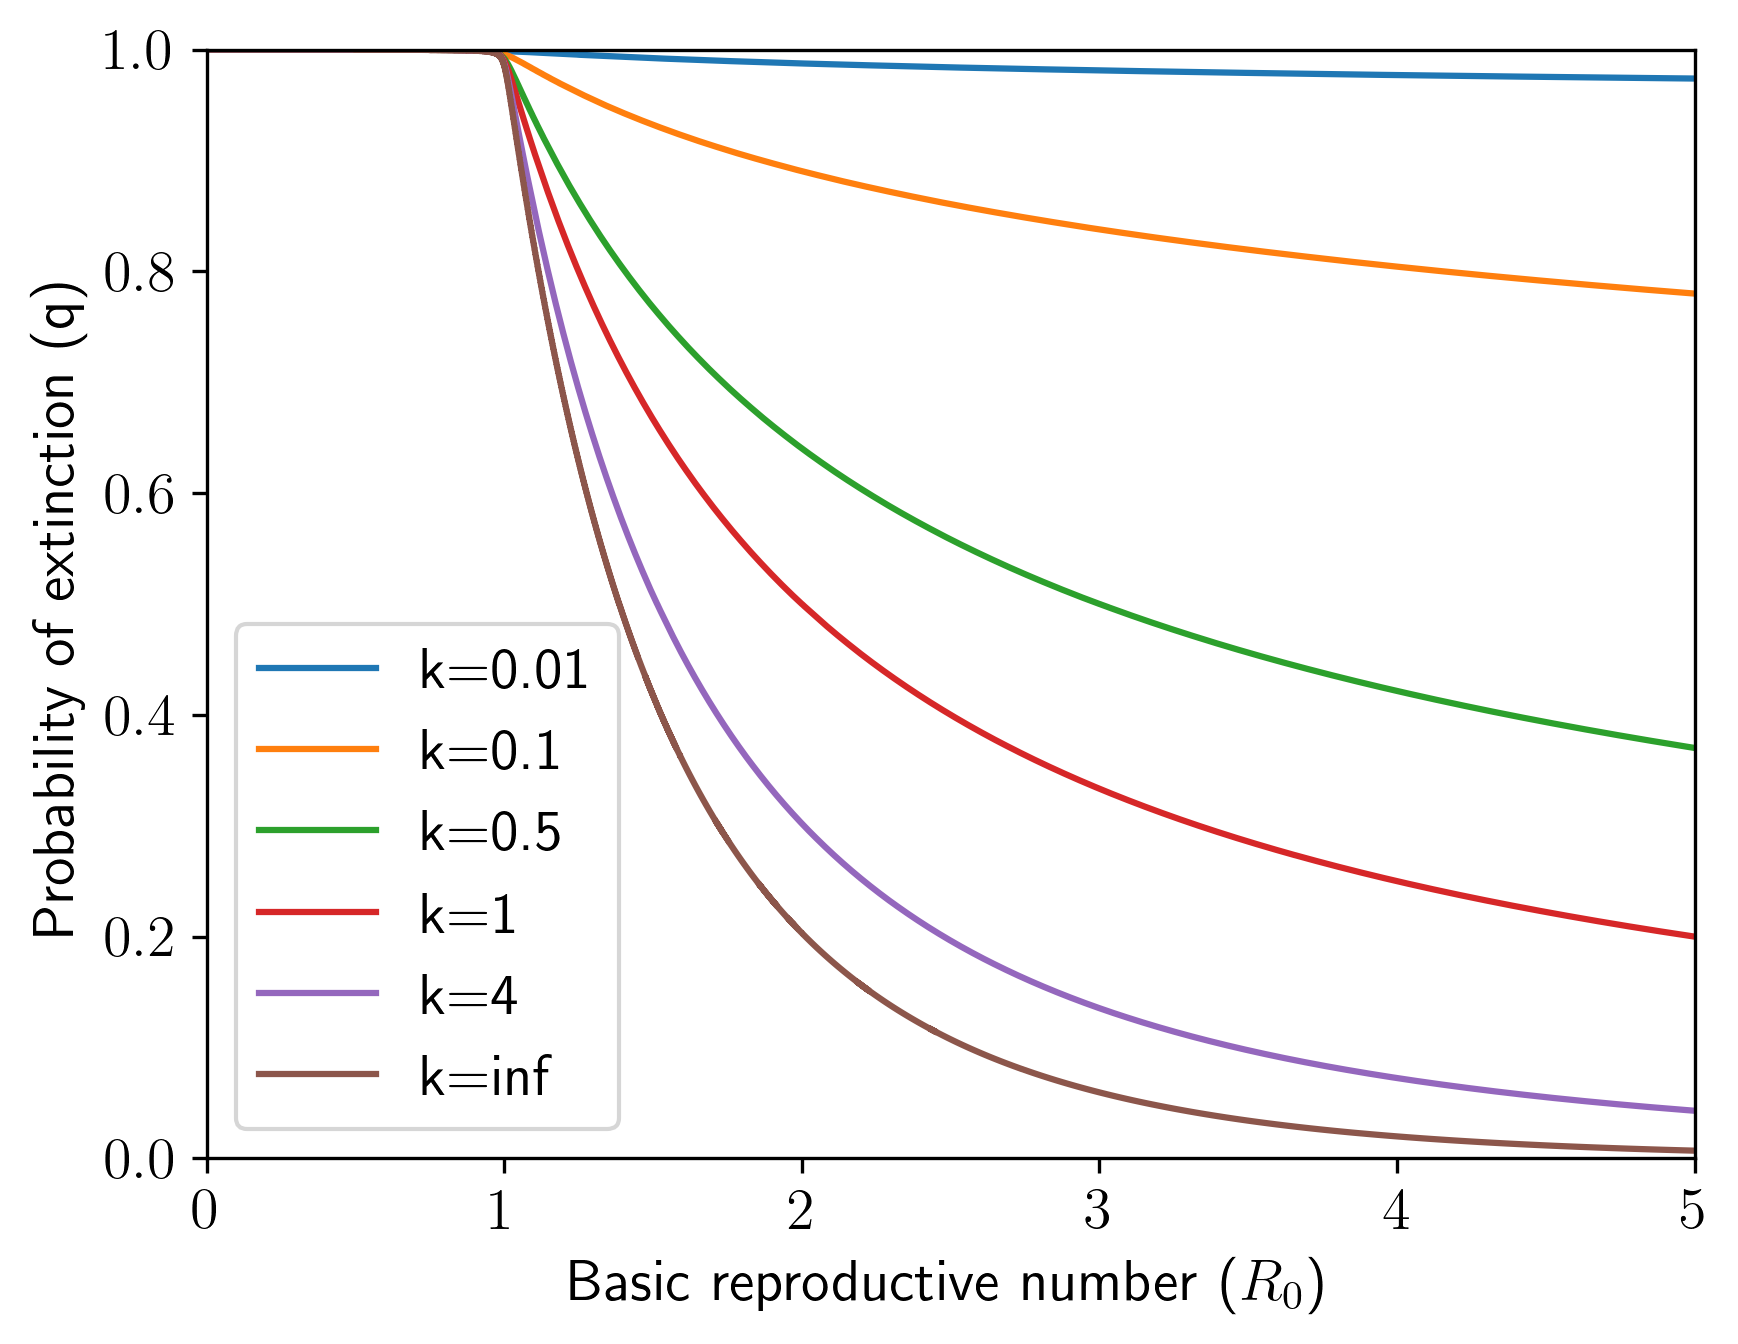 1.0
0.8
0.6
0.4
0.2
0.0
Probability of extinction (q)
k=0.01
k=0.1
k=0.5
k=1
k=4
k=inf
0 1 2 3 4 5
Basic reproductive number (R₀)